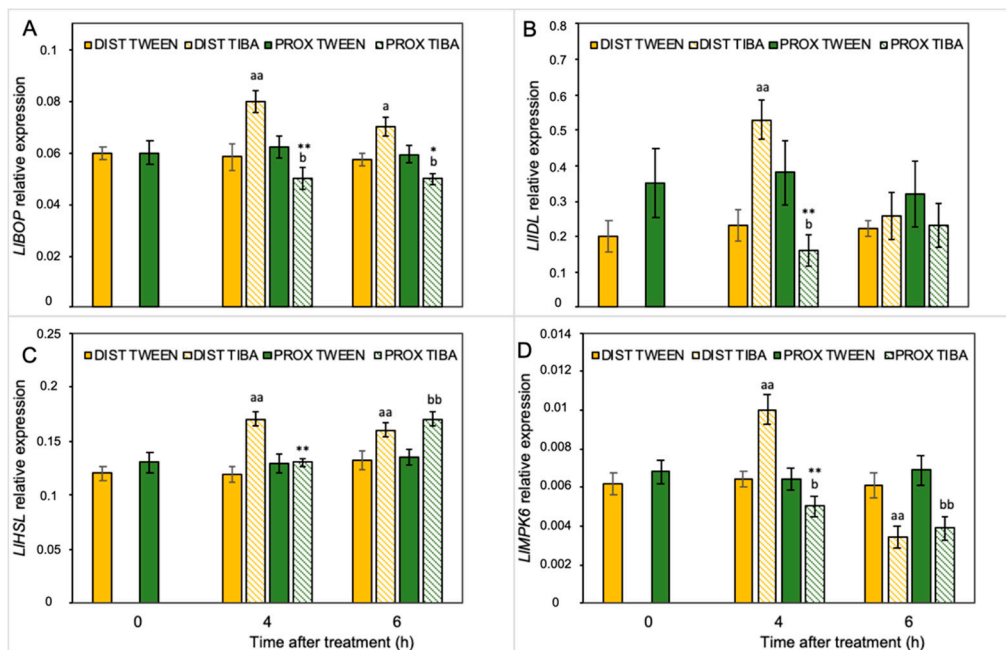 A
DIST TWEEN DIST TIBA PROX TWEEN PROX TIBA
LlBOP relative expression
0.1
0.08
0.06
0.04
0.02
0
aa
**
b
a
*
b
B
DIST TWEEN DIST TIBA PROX TWEEN PROX TIBA
LlIDL relative expression
0.8
0.7
0.6
0.5
0.4
0.3
0.2
0.1
0
aa
**
b
C
DIST TWEEN DIST TIBA PROX TWEEN PROX TIBA
LlHSL relative expression
0.25
0.2
0.15
0.1
0.05
0
aa
**
aa
bb
0 4 6
Time after treatment (h)
D
DIST TWEEN DIST TIBA PROX TWEEN PROX TIBA
LlMPK6 relative expression
0.014
0.012
0.01
0.008
0.006
0.004
0.002
0
aa
**
b
aa
bb
0 4 6
Time after treatment (h)